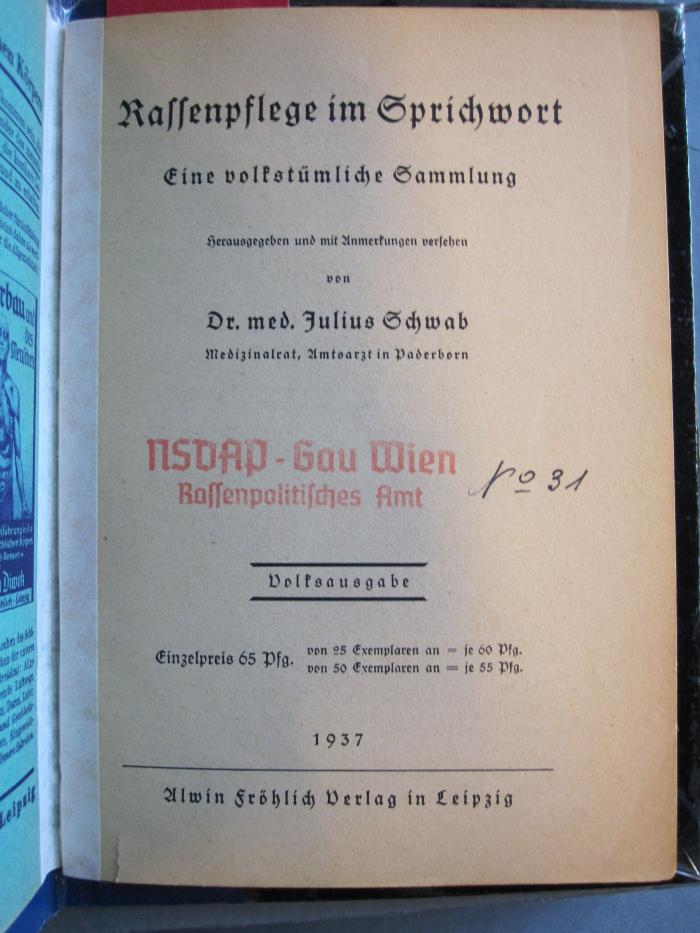 Rassenpflege im Sprichwort
Eine volkstümliche Sammlung
Herausgegeben und mit Anmerkungen versehen
von
Dr. med. Julius Schwab
Medizinalrat, Amtsarzt in Paderborn
NSDAP - Gau Wien
Rassenpolitisches Amt
No 31
Volksausgabe
Einzelpreis 65 Pfg.
von 25 Exemplaren an = je 60 Pfg.
von 50 Exemplaren an = je 55 Pfg.
1937
Alwin Fröhlich Verlag in Leipzig
Leipzig